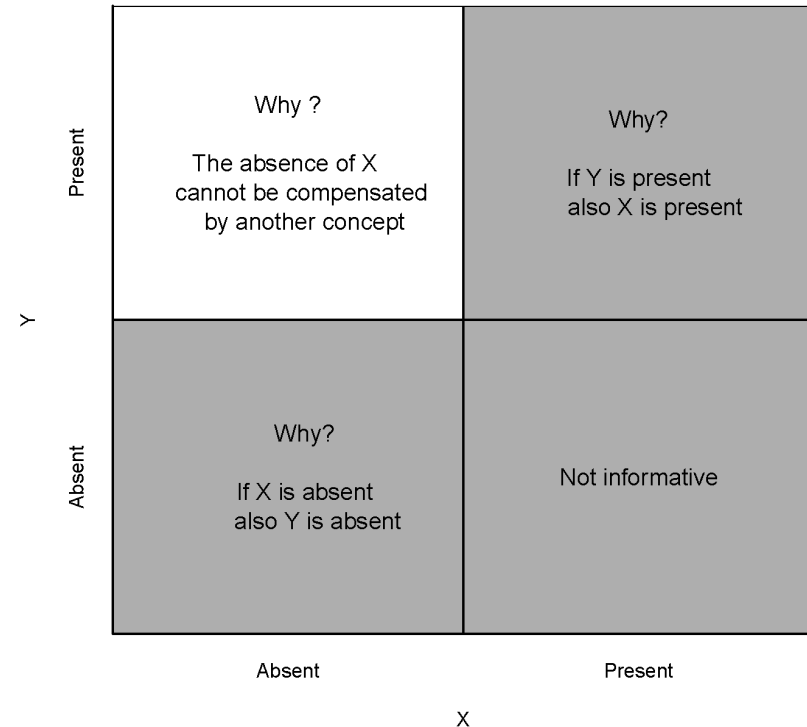 Present
Why ?
The absence of X
cannot be compensated
by another concept
Why?
If Y is present
also X is present
Y
Absent
Why?
If X is absent
also Y is absent
Not informative
Absent
Present
X